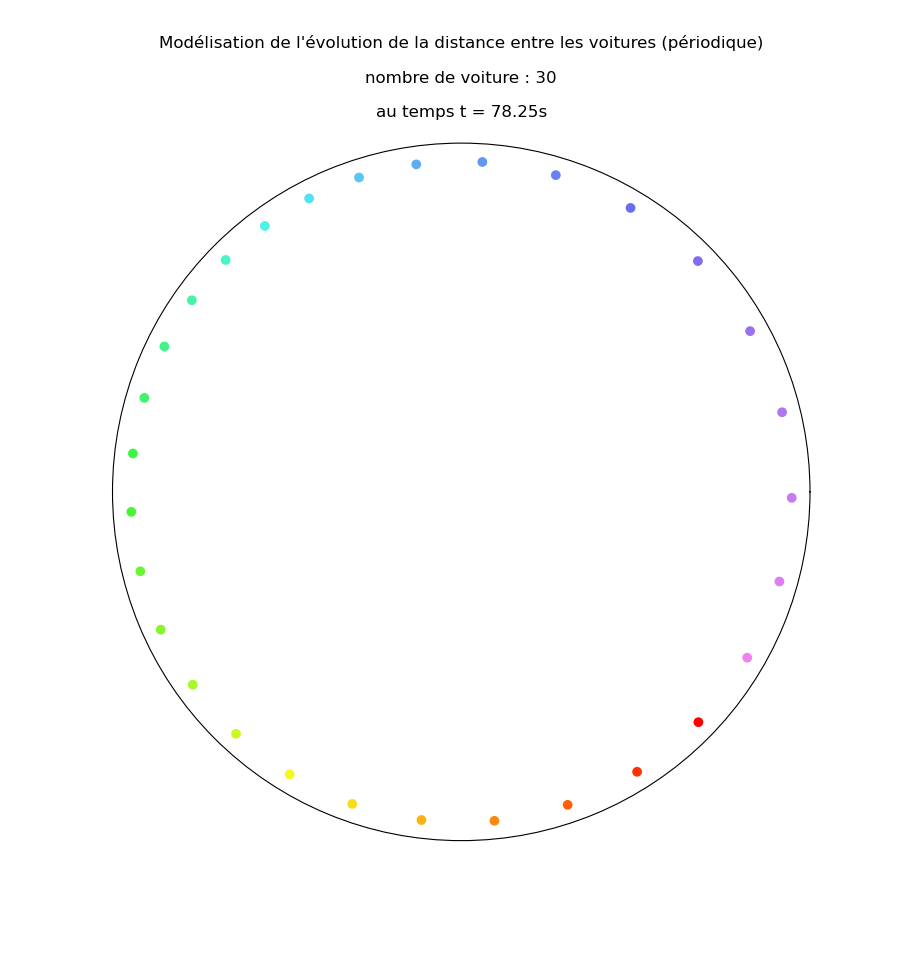 Modélisation de l'évolution de la distance entre les voitures (périodique)
nombre de voiture : 30
au temps t = 78.25s